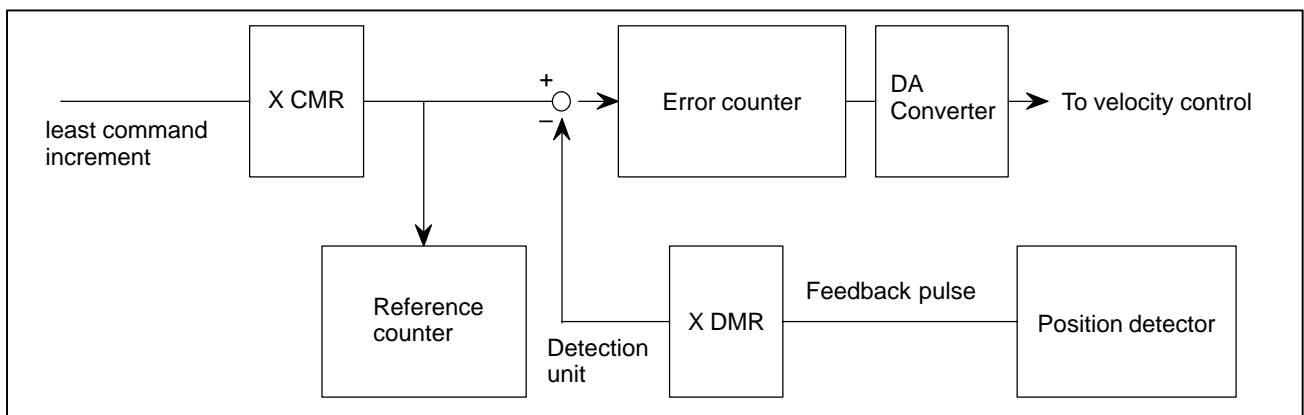 X CMR
least command
increment
+
−
Error counter
DA
Converter
To velocity control
Reference
counter
Detection
unit
X DMR
Feedback pulse
Position detector